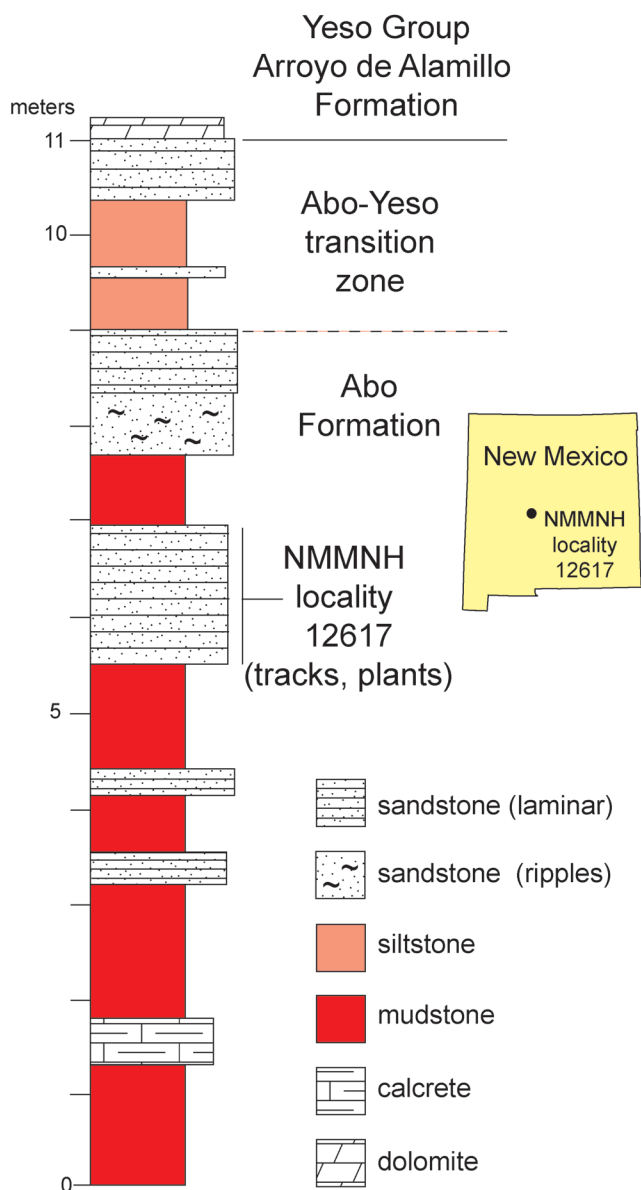 Yeso Group
Arroyo de Alamillo
Formation
meters
11
Abo-Yeso
transition
zone
10
Abo
Formation
New Mexico
NMMNH
locality
12617
NMMNH
locality
12617
(tracks, plants)
5
sandstone (laminar)
sandstone (ripples)
siltstone
mudstone
calcrete
dolomite
0